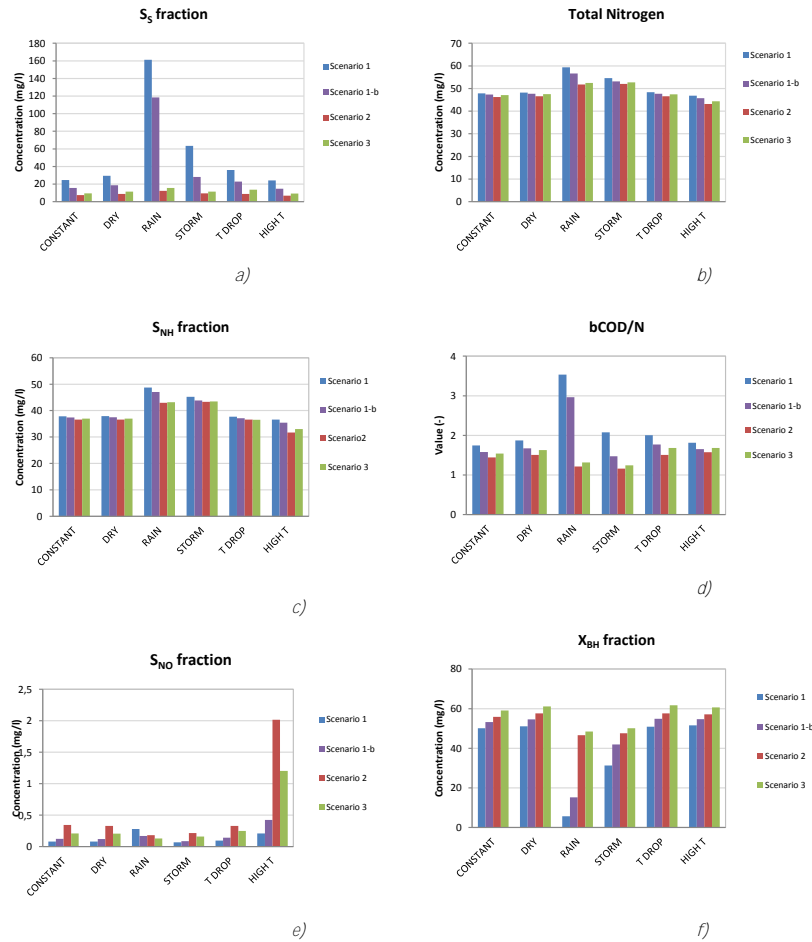 S_S fraction
Concentration (mg/l)
180
160
140
120
100
80
60
40
20
0
CONSTANT
DRY
RAIN
STORM
T DROP
HIGH T
Scenario 1
Scenario 1-b
Scenario 2
Scenario 3
a)
Total Nitrogen
Concentration (mg/l)
70
60
50
40
30
20
10
0
CONSTANT
DRY
RAIN
STORM
T DROP
HIGH T
Scenario 1
Scenario 1-b
Scenario 2
Scenario 3
b)
S_NH fraction
Concentration (mg/l)
60
50
40
30
20
10
0
CONSTANT
DRY
RAIN
STORM
T DROP
HIGH T
Scenario 1
Scenario 1-b
Scenario2
Scenario 3
c)
bCOD/N
Value (-)
4
3
2
1
0
CONSTANT
DRY
RAIN
STORM
T DROP
HIGH T
Scenario 1
Scenario 1-b
Scenario 2
Scenario 3
d)
S_NO fraction
Concentration (mg/l)
2,5
2
1,5
1
0,5
0
CONSTANT
DRY
RAIN
STORM
T DROP
HIGH T
Scenario 1
Scenario 1-b
Scenario 2
Scenario 3
e)
X_BH fraction
Concentration (mg/l)
80
60
40
20
0
CONSTANT
DRY
RAIN
STORM
T DROP
HIGH T
Scenario 1
Scenario 1-b
Scenario 2
Scenario 3
f)